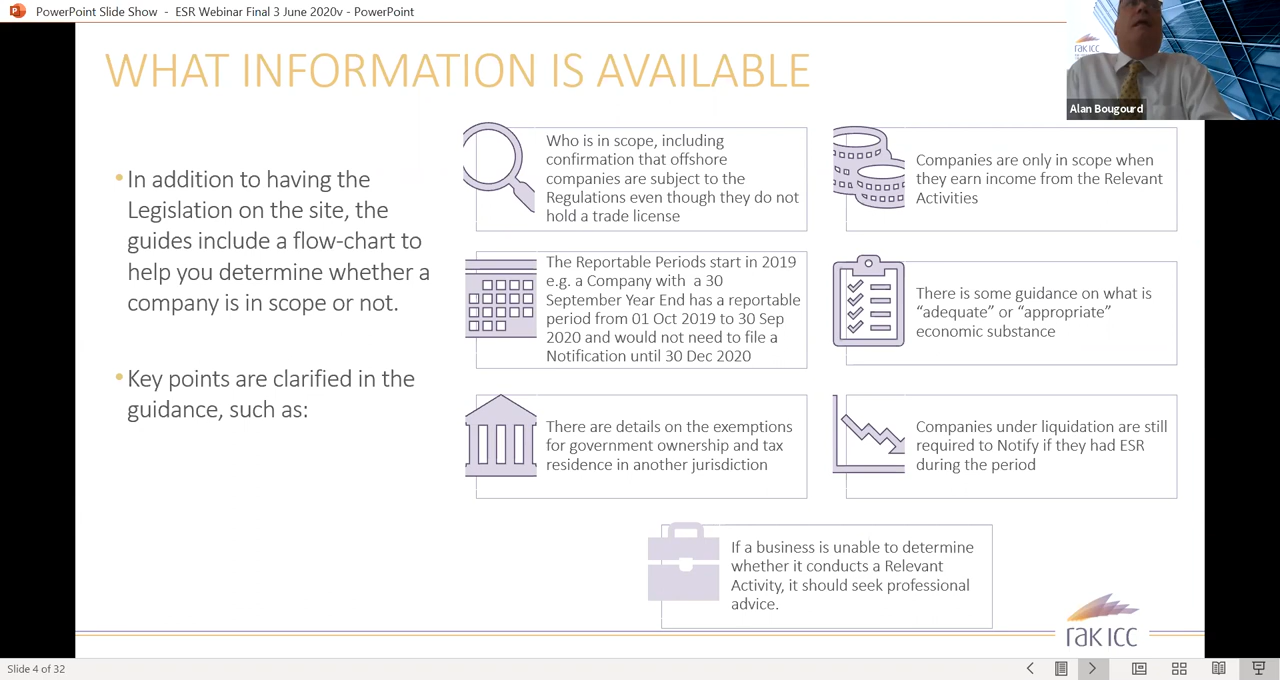 PowerPoint Slide Show - ESR Webinar Final 3 June 2020v - PowerPoint
WHAT INFORMATION IS AVAILABLE
rak icc
Alan Bougourd
• In addition to having the
Legislation on the site, the
guides include a flow-chart to
help you determine whether a
company is in scope or not.
• Key points are clarified in the
guidance, such as:
Who is in scope, including
confirmation that offshore
companies are subject to the
Regulations even though they do not
hold a trade license
Companies are only in scope when
they earn income from the Relevant
Activities
The Reportable Periods start in 2019
e.g. a Company with a 30
September Year End has a reportable
period from 01 Oct 2019 to 30 Sep
2020 and would not need to file a
Notification until 30 Dec 2020
There is some guidance on what is
“adequate” or “appropriate”
economic substance
There are details on the exemptions
for government ownership and tax
residence in another jurisdiction
Companies under liquidation are still
required to Notify if they had ESR
during the period
If a business is unable to determine
whether it conducts a Relevant
Activity, it should seek professional
advice.
rak icc
Slide 4 of 32